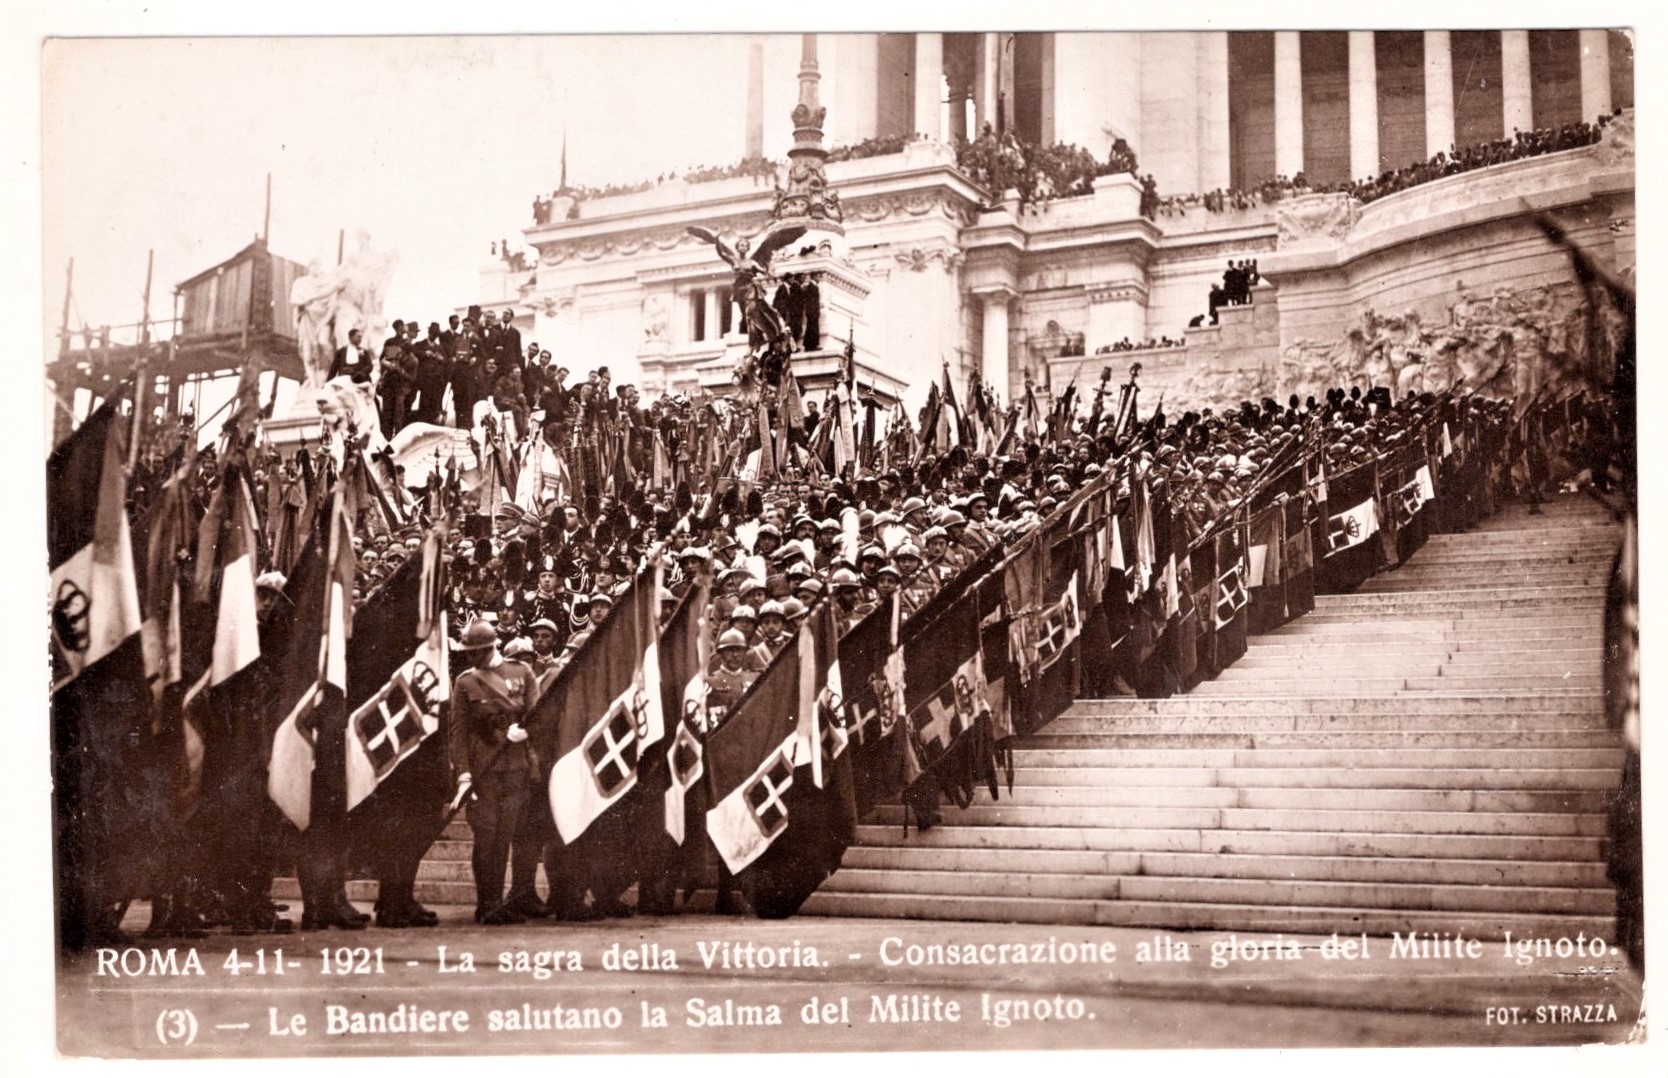 ROMA 4-11- 1921 - La sagra della Vittoria. - Consacrazione alla gloria del Milite Ignoto.
(3) — Le Bandiere salutano la Salma del Milite Ignoto.
FOT. STRAZZA